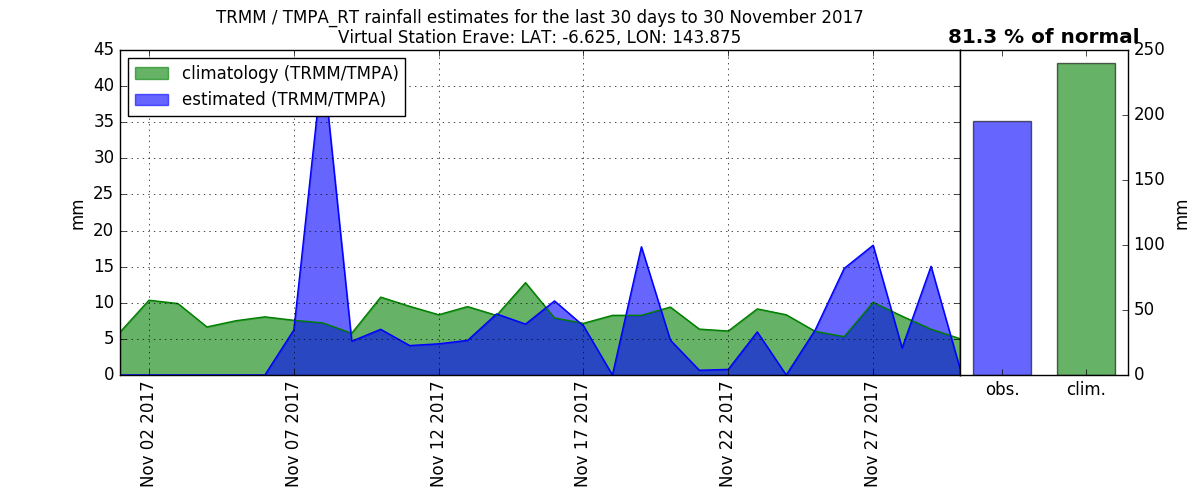 TRMM / TMPA_RT rainfall estimates for the last 30 days to 30 November 2017
Virtual Station Erave: LAT: -6.625, LON: 143.875
81.3 % of normal
climatology (TRMM/TMPA)
estimated (TRMM/TMPA)
45
40
35
30
25
20
15
10
5
0
mm
Nov 02 2017
Nov 07 2017
Nov 12 2017
Nov 17 2017
Nov 22 2017
Nov 27 2017
250
200
150
100
50
0
mm
obs.
clim.